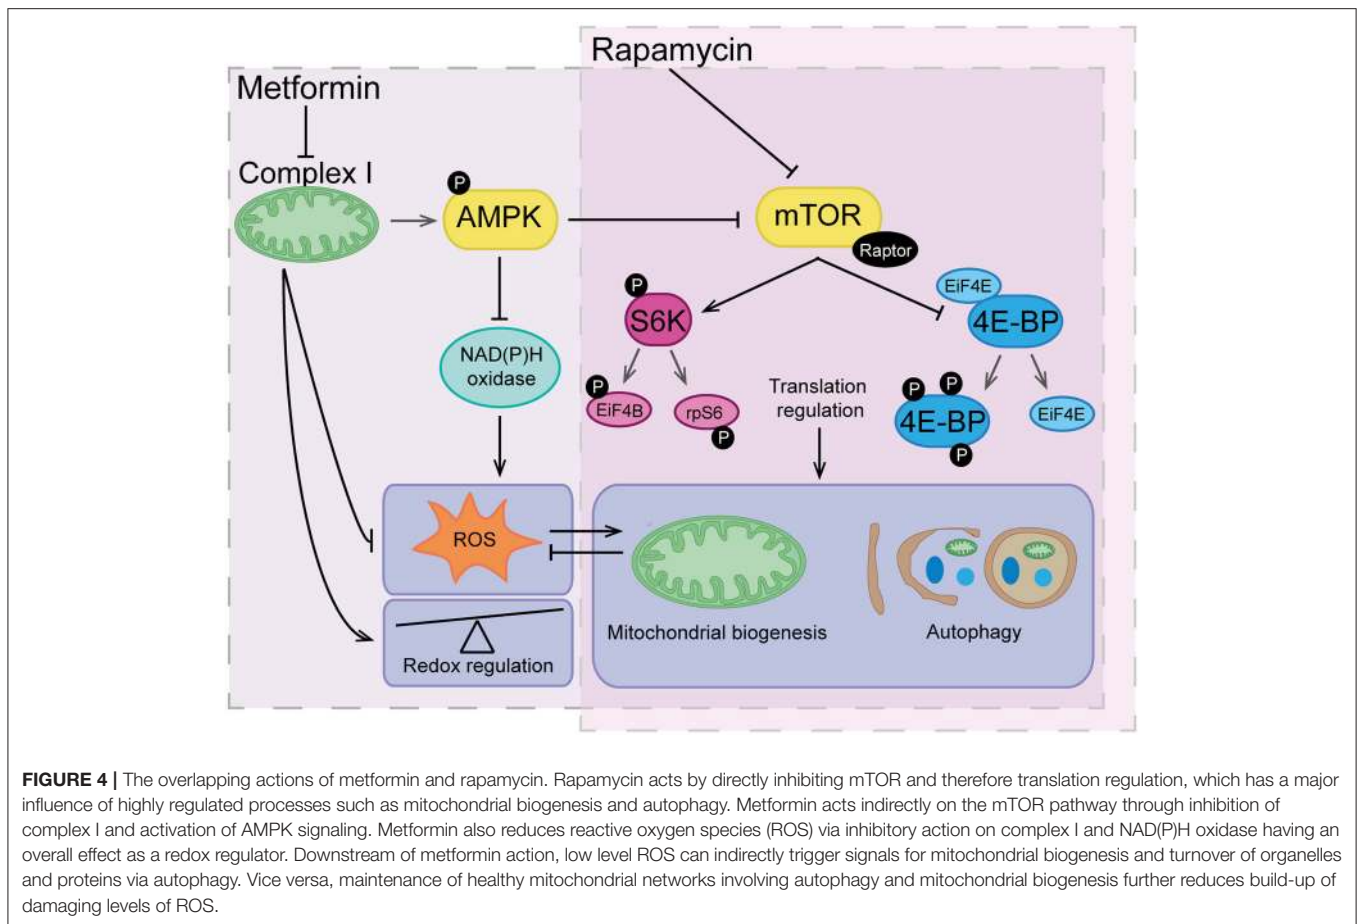 Rapamycin
Metformin
Complex I
P
AMPK
mTOR
Raptor
P
S6K
EiF4E
4E-BP
NAD(P)H
oxidase
P
EiF4B
rpS6
P
Translation
regulation
P
P
4E-BP
P
EiF4E
ROS
Redox regulation
Mitochondrial biogenesis
Autophagy
FIGURE 4 | The overlapping actions of metformin and rapamycin. Rapamycin acts by directly inhibiting mTOR and therefore translation regulation, which has a major
influence of highly regulated processes such as mitochondrial biogenesis and autophagy. Metformin acts indirectly on the mTOR pathway through inhibition of
complex I and activation of AMPK signaling. Metformin also reduces reactive oxygen species (ROS) via inhibitory action on complex I and NAD(P)H oxidase having an
overall effect as a redox regulator. Downstream of metformin action, low level ROS can indirectly trigger signals for mitochondrial biogenesis and turnover of organelles
and proteins via autophagy. Vice versa, maintenance of healthy mitochondrial networks involving autophagy and mitochondrial biogenesis further reduces build-up of
damaging levels of ROS.